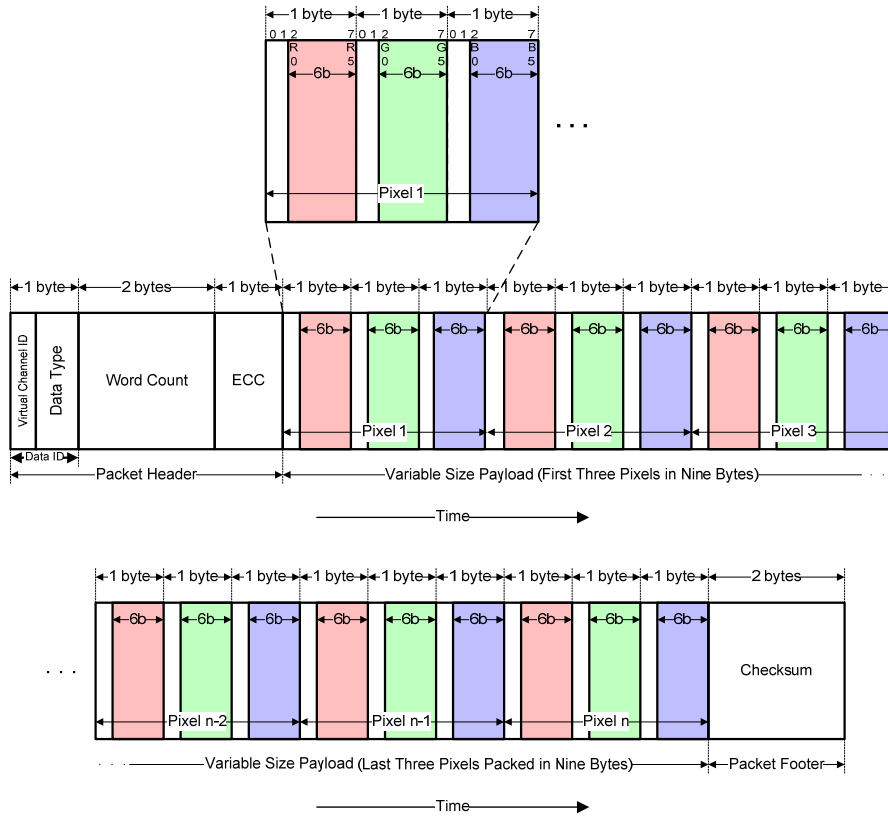 1 byte 1 byte 1 byte
0 1 2 7 0 1 2 7 0 1 2 7
R R G G B B
0 5 0 5 0 5
6b 6b 6b
. . .
Pixel 1
1 byte 2 bytes 1 byte 1 byte 1 byte 1 byte 1 byte 1 byte 1 byte 1 byte 1 byte 1 byte
6b 6b 6b 6b 6b 6b 6b 6b 6b
Virtual Channel ID
Data Type
Word Count
ECC
Pixel 1 Pixel 2 Pixel 3
Data ID
Packet Header
Variable Size Payload (First Three Pixels in Nine Bytes) . .
Time
1 byte 1 byte 1 byte 1 byte 1 byte 1 byte 1 byte 1 byte 1 byte 2 bytes
6b 6b 6b 6b 6b 6b 6b 6b 6b
. . .
Checksum
Pixel n-2 Pixel n-1 Pixel n
. . . Variable Size Payload (Last Three Pixels Packed in Nine Bytes)
Packet Footer
Time